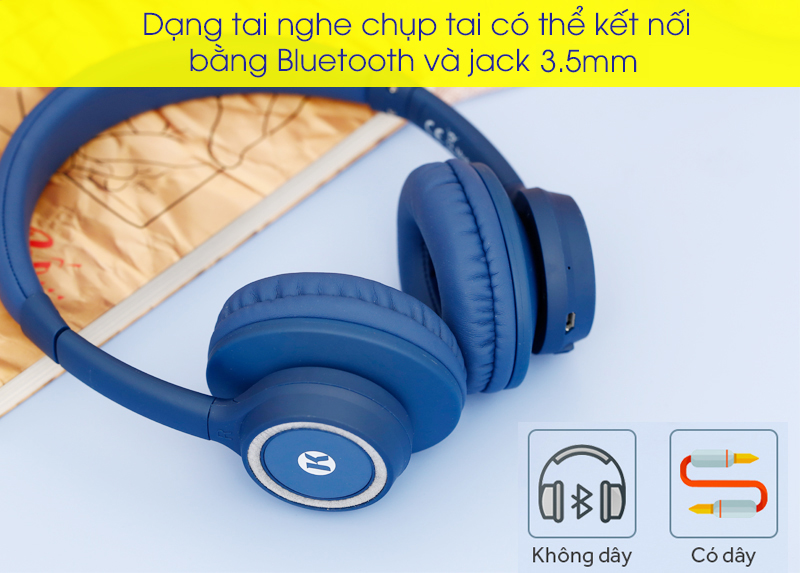 Dạng tai nghe chụp tai có thể kết nối
bằng Bluetooth và jack 3.5mm
K
Không dây
Có dây